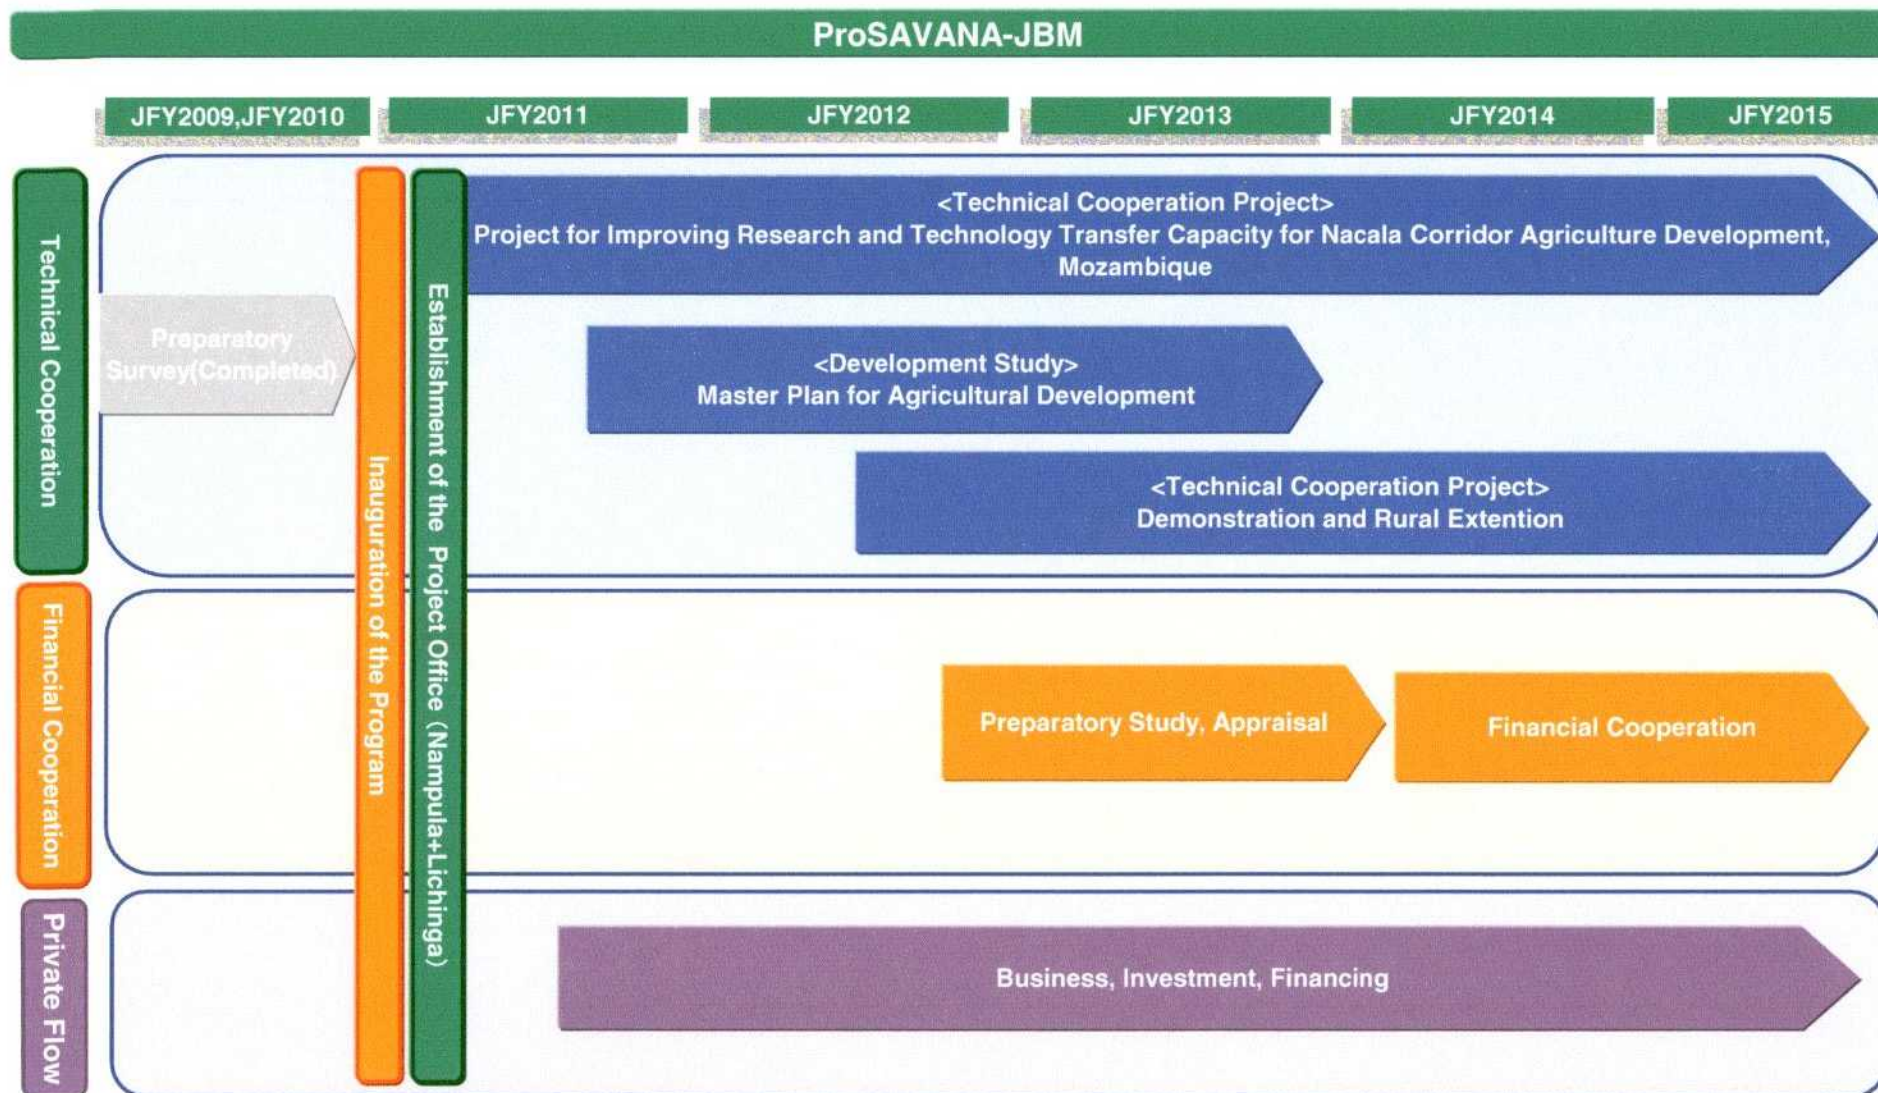 ProSAVANA-JBM
JFY2009,JFY2010
JFY2011
JFY2012
JFY2013
JFY2014
JFY2015
Technical Cooperation
Preparatory
Survey(Completed)
Inauguration of the Program
Establishment of the Project Office (Nampula+Lichinga)
<Technical Cooperation Project>
Project for Improving Research and Technology Transfer Capacity for Nacala Corridor Agriculture Development,
Mozambique
<Development Study>
Master Plan for Agricultural Development
<Technical Cooperation Project>
Demonstration and Rural Extention
Financial Cooperation
Preparatory Study, Appraisal
Financial Cooperation
Private Flow
Business, Investment, Financing